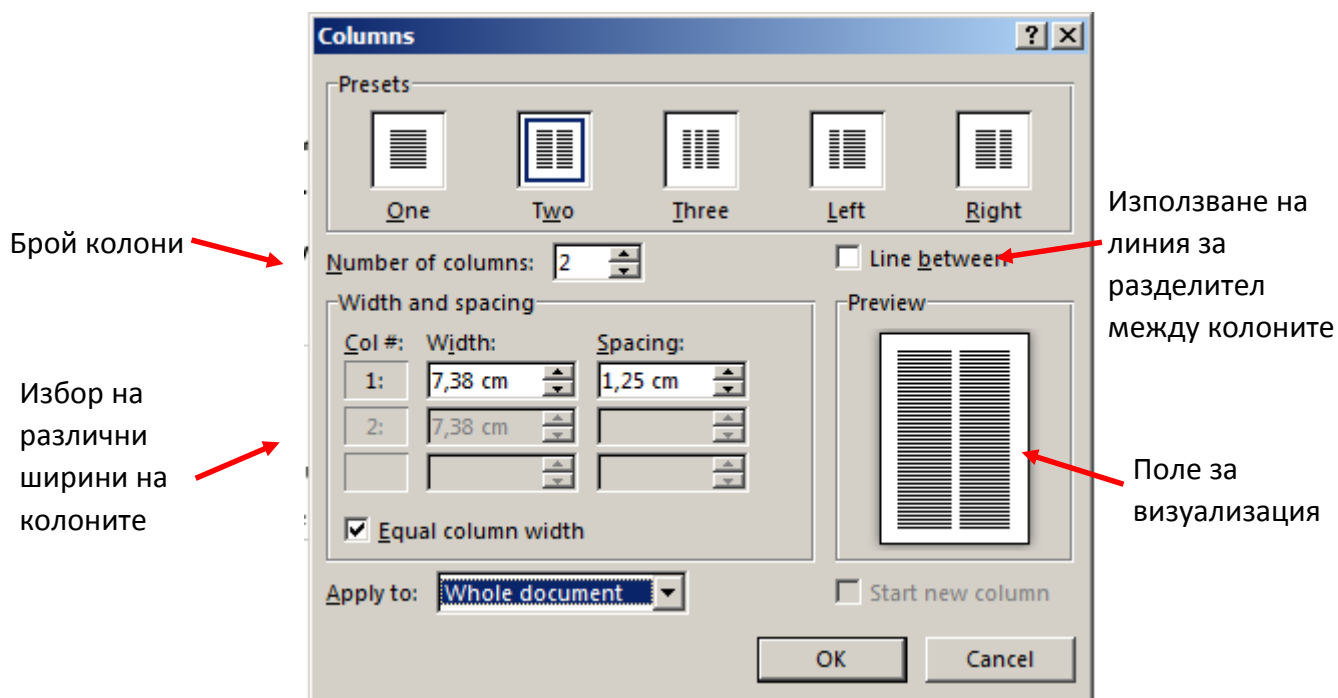 Columns
Presets
One Two Three Left Right
Брой колони
Number of columns: 2
Line between
Използване на
линия за
разделител
между колоните
Width and spacing
Col #: Width: Spacing:
1: 7,38 cm 1,25 cm
2: 7,38 cm
Equal column width
Избор на
различни
ширини на
колоните
Preview
Поле за
визуализация
Apply to: Whole document
Start new column
OK Cancel